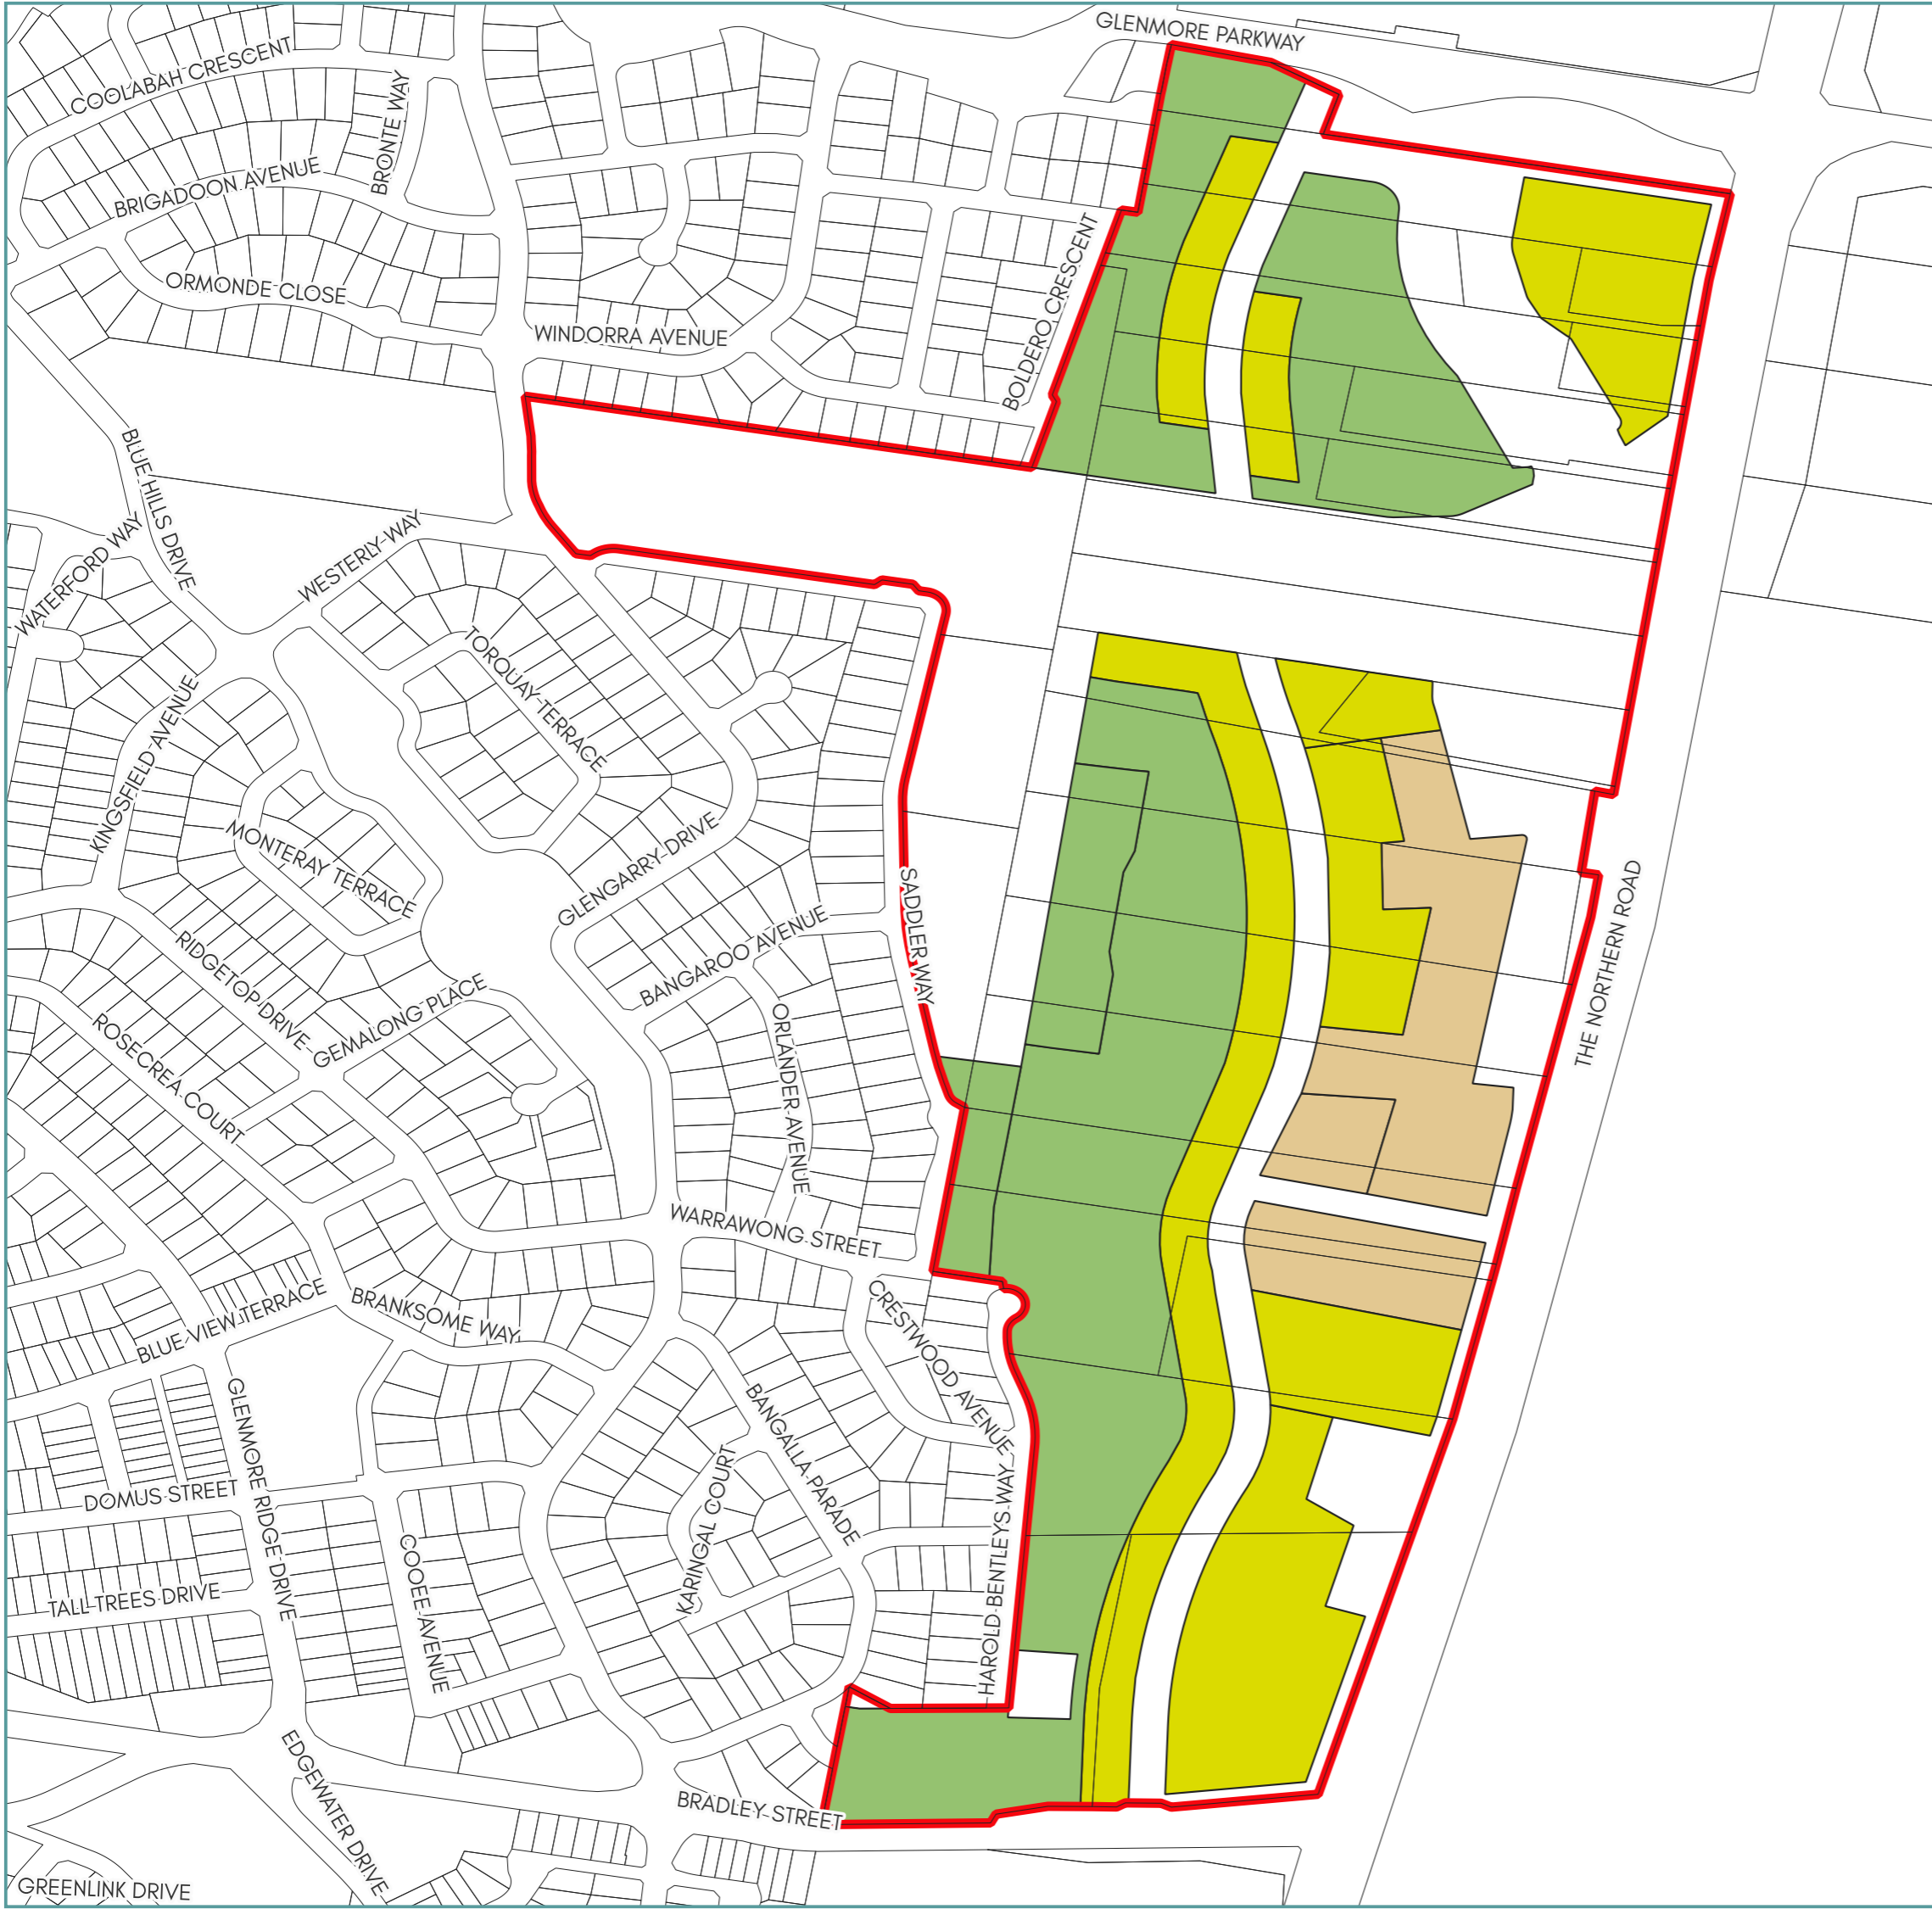 GLENMORE PARKWAY
COOLABAH CRESCENT
BRONTE WAY
BRIGADOON AVENUE
ORMONDE CLOSE
WINDORRA AVENUE
BOLDERO CRESCENT
BLUE HILLS DRIVE
WATERFORD WAY
WESTERLY WAY
TORQUAY TERRACE
KINGSFIELD AVENUE
MONTERAY TERRACE
GLENGARRY DRIVE
SADDLER WAY
THE NORTHERN ROAD
BANGAROO AVENUE
RIDGETOP DRIVE
GEMALONG PLACE
ROSECREA COURT
ORLANDER AVENUE
WARRAWONG STREET
BLUE VIEW TERRACE
BRANKSOME WAY
CRESTWOOD AVENUE
GLENMORE RIDGE DRIVE
BANGALLA PARADE
KARINGAL COURT
HAROLD BENTLEYS WAY
DOMUS STREET
COOEE AVENUE
TALL TREES DRIVE
EDGEWATER DRIVE
BRADLEY STREET
GREENLINK DRIVE